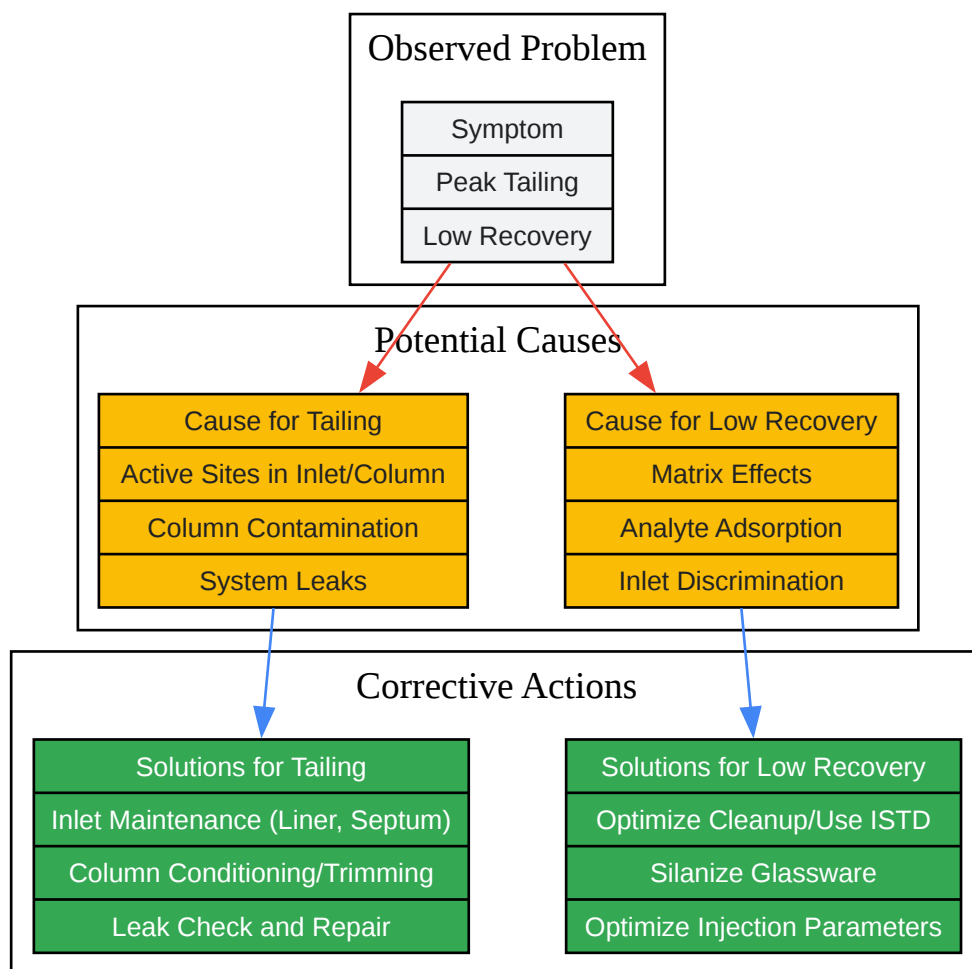 Observed Problem
Symptom
Peak Tailing
Low Recovery
Potential Causes
Cause for Tailing
Active Sites in Inlet/Column
Column Contamination
System Leaks
Cause for Low Recovery
Matrix Effects
Analyte Adsorption
Inlet Discrimination
Corrective Actions
Solutions for Tailing
Inlet Maintenance (Liner, Septum)
Column Conditioning/Trimming
Leak Check and Repair
Solutions for Low Recovery
Optimize Cleanup/Use ISTD
Silanize Glassware
Optimize Injection Parameters